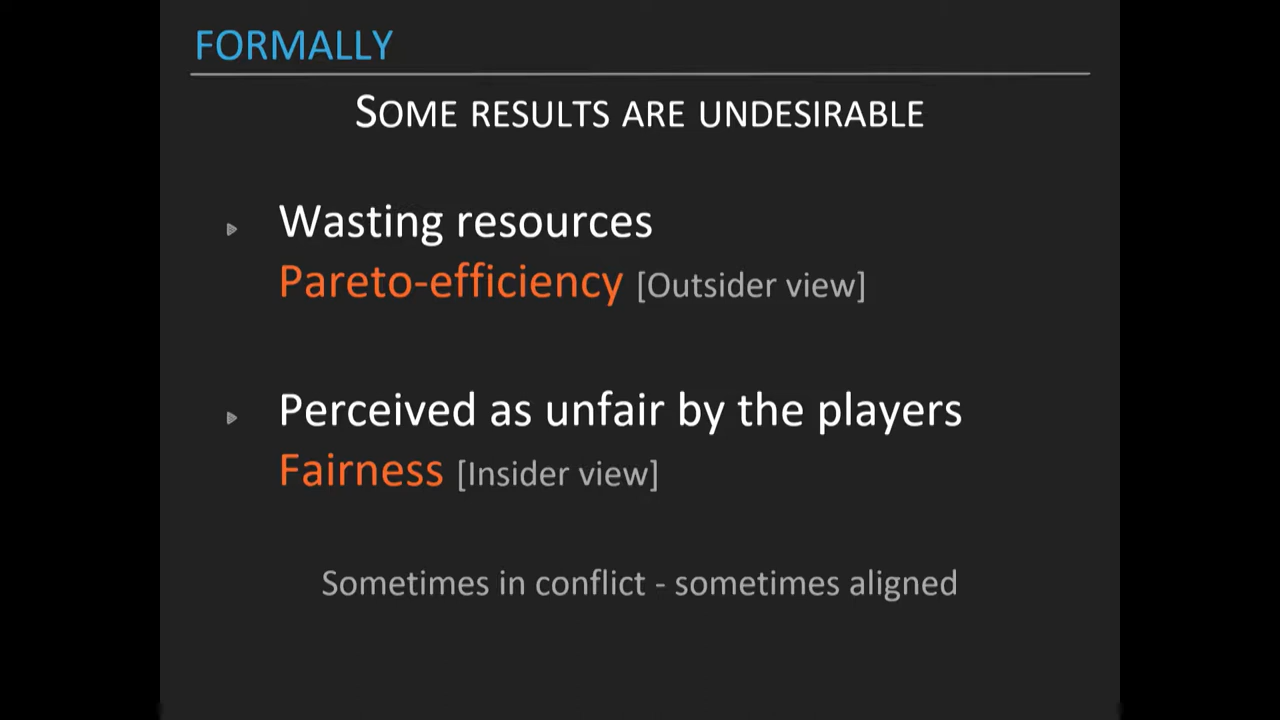 FORMALLY
SOME RESULTS ARE UNDESIRABLE
Wasting resources
Pareto-efficiency [Outsider view]
Perceived as unfair by the players
Fairness [Insider view]
Sometimes in conflict - sometimes aligned